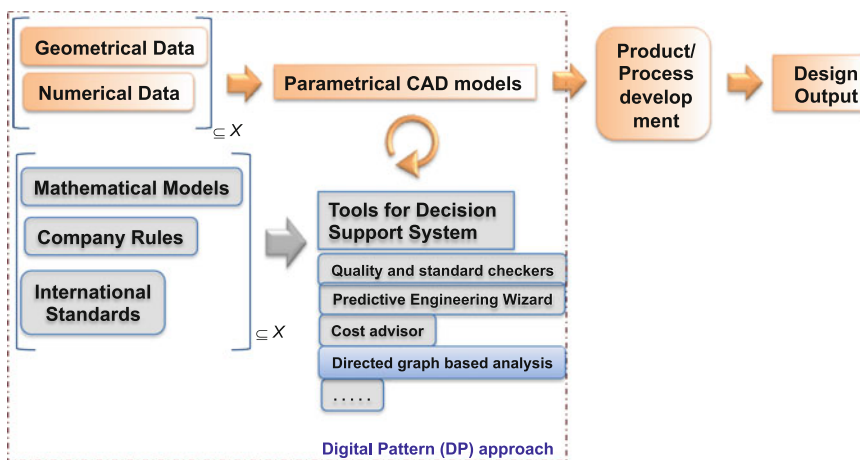 Geometrical Data
Numerical Data
⊆ X
Parametrical CAD models
Product/
Process
develop
ment
Design
Output
Mathematical Models
Company Rules
International
Standards
⊆ X
Tools for Decision
Support System
Quality and standard checkers
Predictive Engineering Wizard
Cost advisor
Directed graph based analysis
. . . . .
Digital Pattern (DP) approach